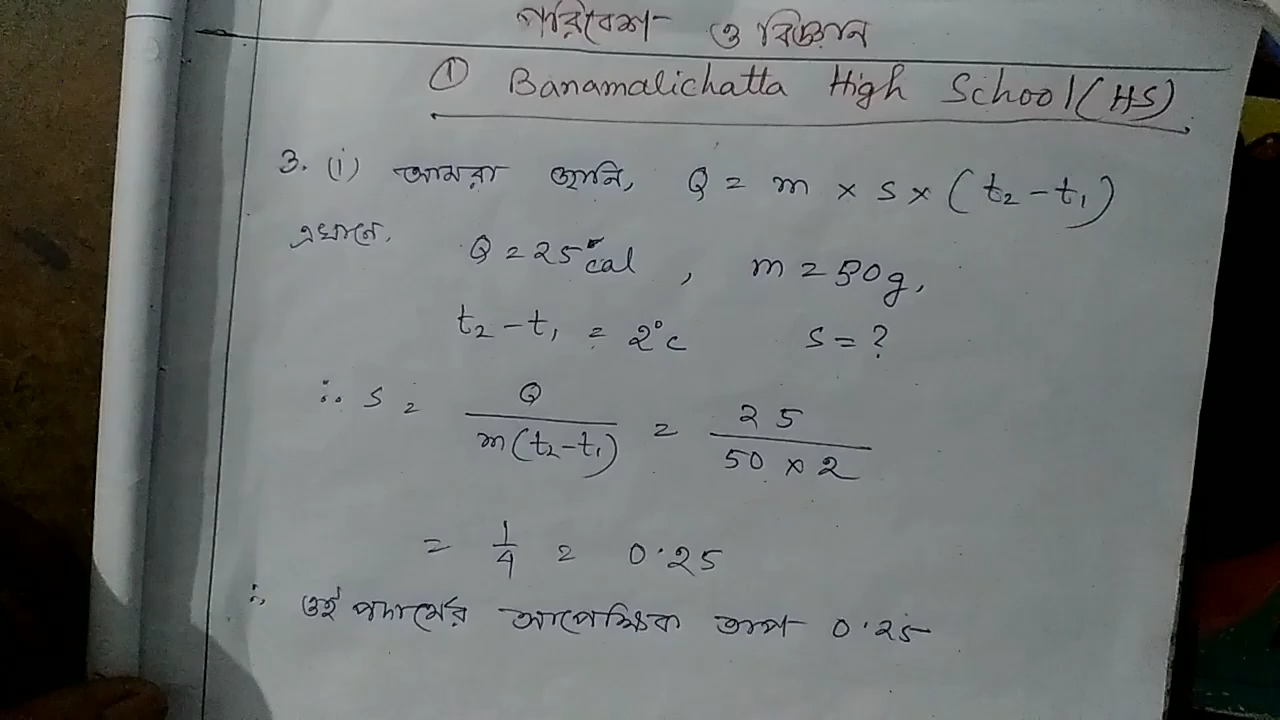 পরিবেশ ও বিজ্ঞান
① Banamalichatta High School (HS)
3. (i) আমরা জানি, Q = m × s × (t₂ - t₁)
এখানে, Q = 25 cal, m = 50g,
t₂ - t₁ = 2°c s = ?
∴ s = Q / m(t₂ - t₁) = 25 / 50 × 2
= 1/4 = 0.25
∴ ওই পদার্থের আপেক্ষিক তাপ 0.25